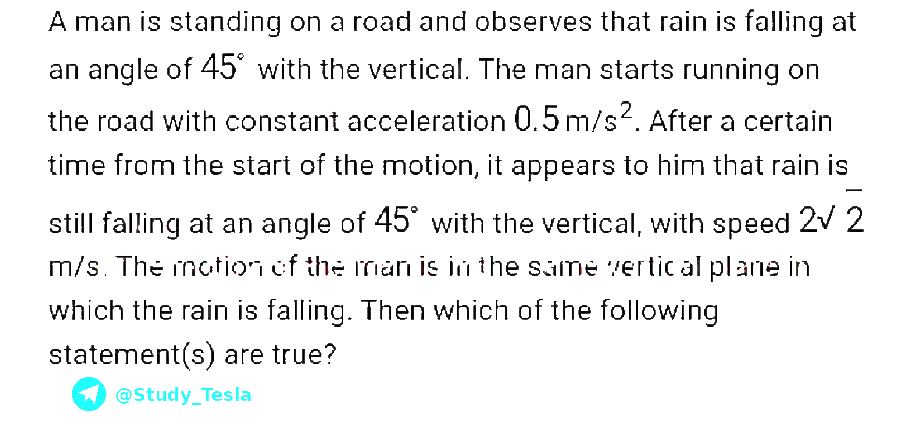 A man is standing on a road and observes that rain is falling at
an angle of 45° with the vertical. The man starts running on
the road with constant acceleration 0.5 m/s². After a certain
time from the start of the motion, it appears to him that rain is
still falling at an angle of 45° with the vertical, with speed 2√2
m/s. The motion of the man is in the same vertical plane in
which the rain is falling. Then which of the following
statement(s) are true?
@Study_Tesla